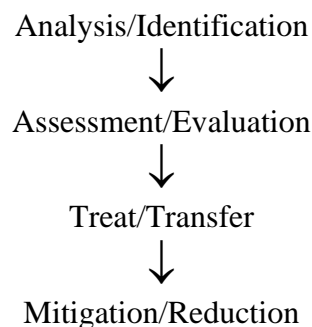 Analysis/Identification
Assessment/Evaluation
Treat/Transfer
Mitigation/Reduction